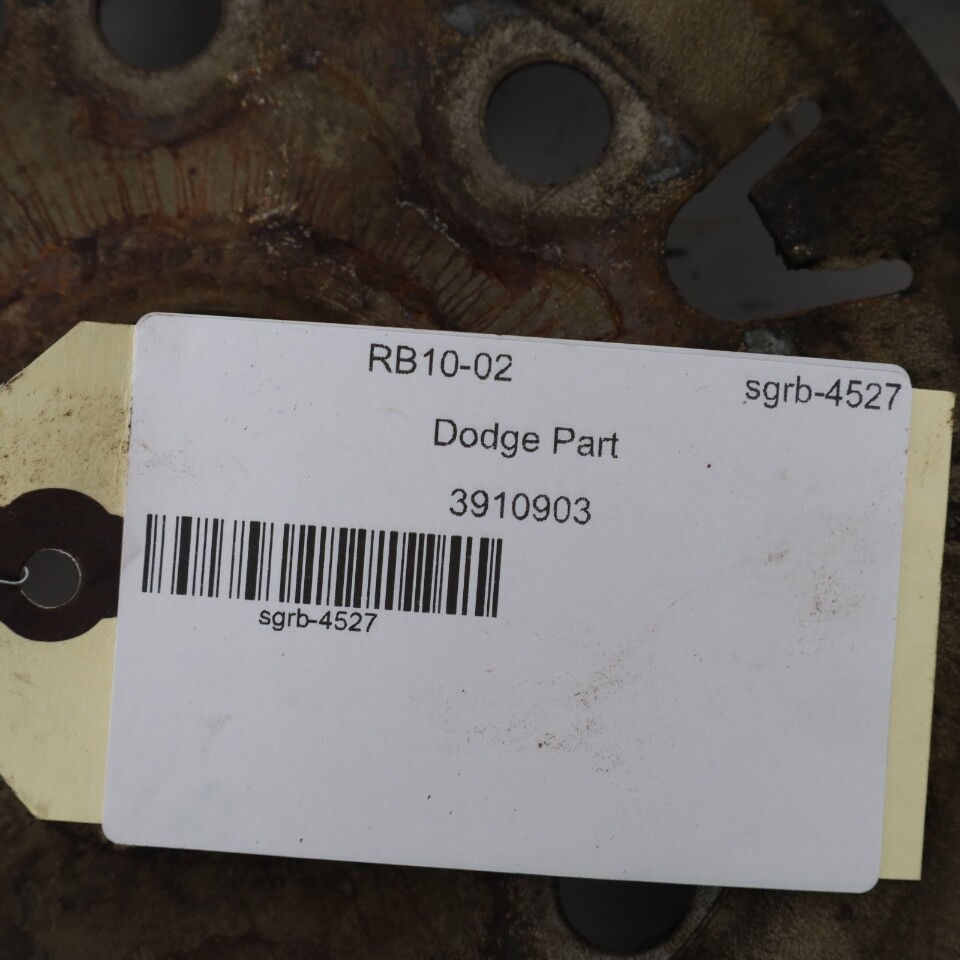 RB10-02
sgrb-4527
Dodge Part
3910903
sgrb-4527